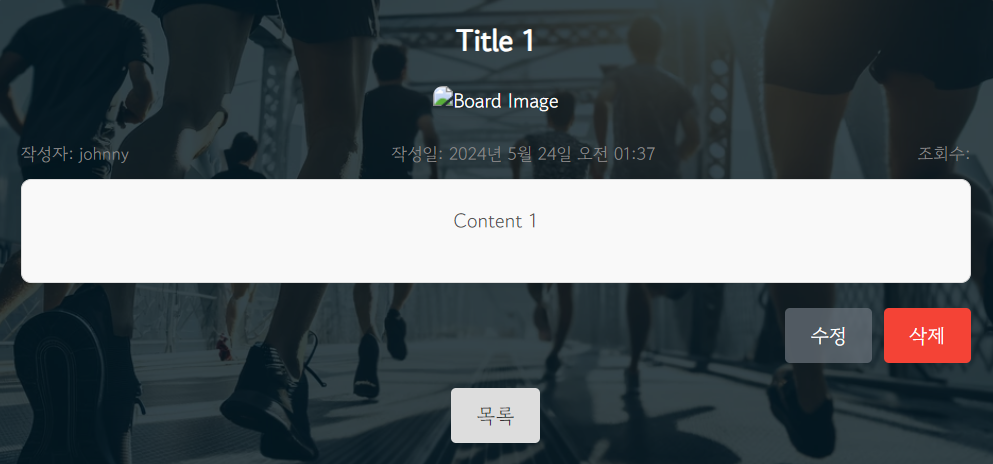 Title 1
Board Image
작성자: johnny 작성일: 2024년 5월 24일 오전 01:37 조회수:
Content 1
수정 삭제
목록